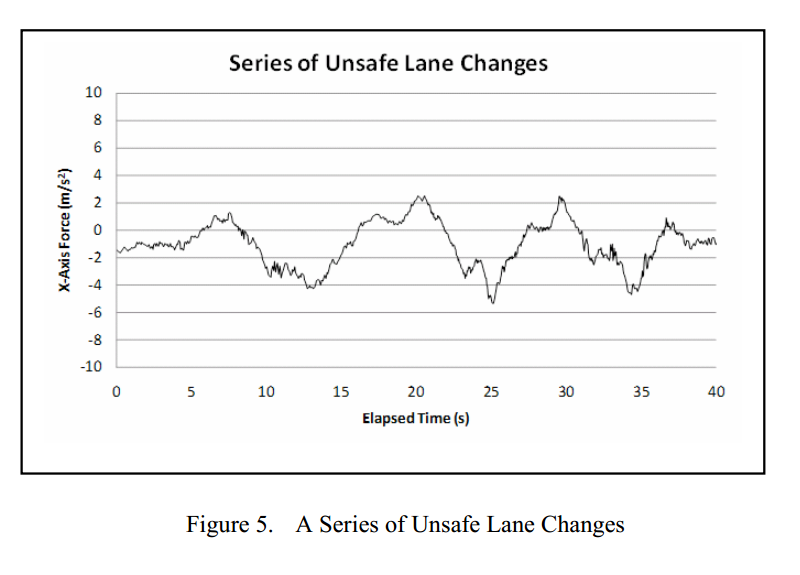 Series of Unsafe Lane Changes
10
8
6
4
2
0
-2
-4
-6
-8
-10
X-Axis Force (m/s²)
0 5 10 15 20 25 30 35 40
Elapsed Time (s)
Figure 5. A Series of Unsafe Lane Changes